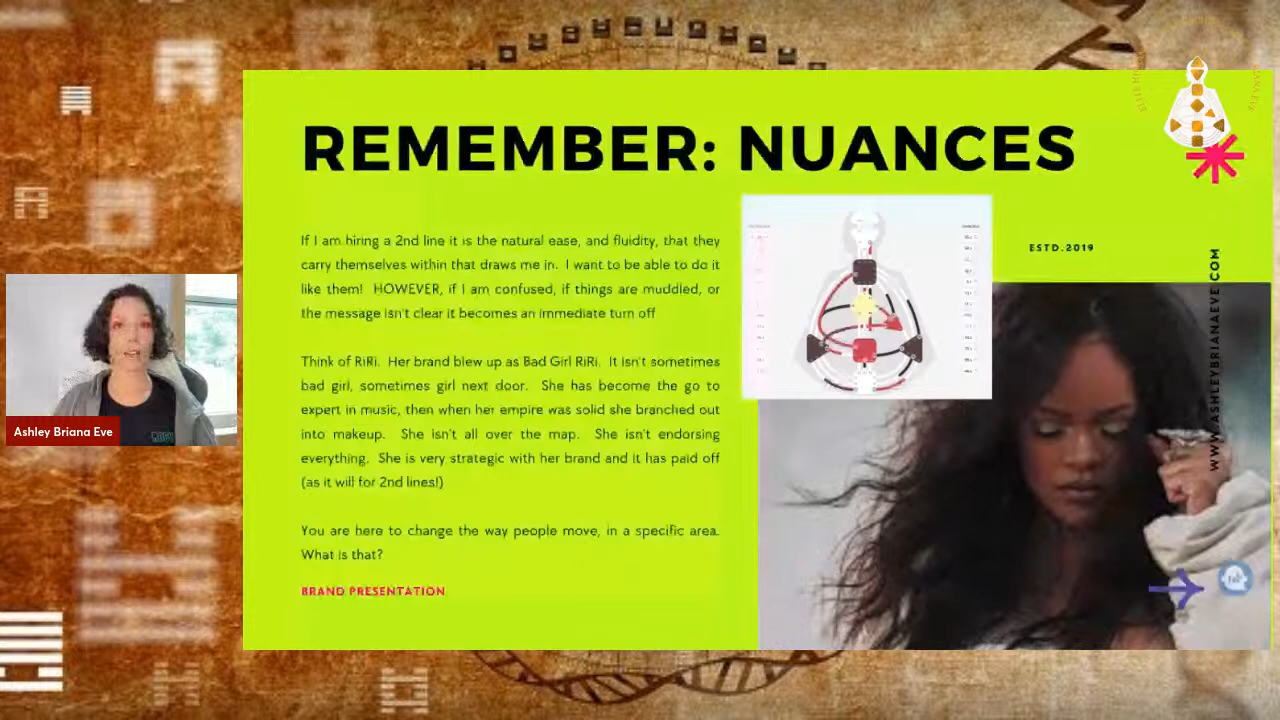 REMEMBER: NUANCES
If I am hiring a 2nd line it is the natural ease, and fluidity, that they
carry themselves within that draws me in. I want to be able to do it
like them! HOWEVER, if I am confused, if things are muddled, or
the message isn't clear it becomes an immediate turn off
Think of RiRi. Her brand blew up as Bad Girl RiRi. It isn't sometimes
bad girl, sometimes girl next door. She has become the go to
expert in music, then when her empire was solid she branched out
into makeup. She isn't all over the map. She isn't endorsing
everything. She is very strategic with her brand and it has paid off
(as it will for 2nd lines!)
You are here to change the way people move, in a specific area.
What is that?
BRAND PRESENTATION
ESTD.2019
WWW.ASHLEYBRIANAEVE.COM
Ashley Briana Eve